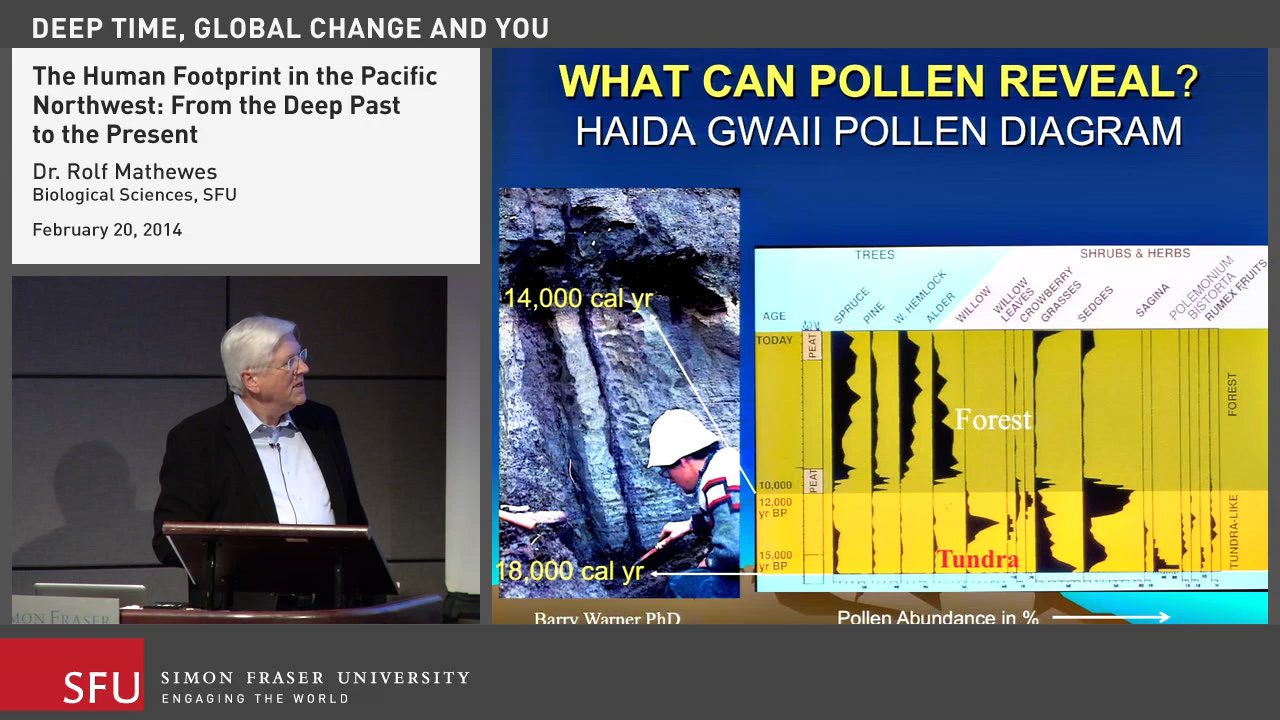 DEEP TIME, GLOBAL CHANGE AND YOU
The Human Footprint in the Pacific
Northwest: From the Deep Past
to the Present
Dr. Rolf Mathewes
Biological Sciences, SFU
February 20, 2014
WHAT CAN POLLEN REVEAL?
HAIDA GWAII POLLEN DIAGRAM
14,000 cal yr
18,000 cal yr
Barry Warner PhD
TREES
SHRUBS & HERBS
AGE
SPRUCE
PINE
W. HEMLOCK
ALDER
WILLOW
WILLOW
LEAVES
CROWBERRY
GRASSES
SEDGES
SAGINA
POLEMONIUM
BISTORTA
RUMEX FRUITS
TODAY
PEAT
Forest
FOREST
10,000
PEAT
12,000
yr BP
TUNDRA-LIKE
15,000
yr BP
Tundra
Pollen Abundance in %
MON FRASER
SFU
SIMON FRASER UNIVERSITY
ENGAGING THE WORLD